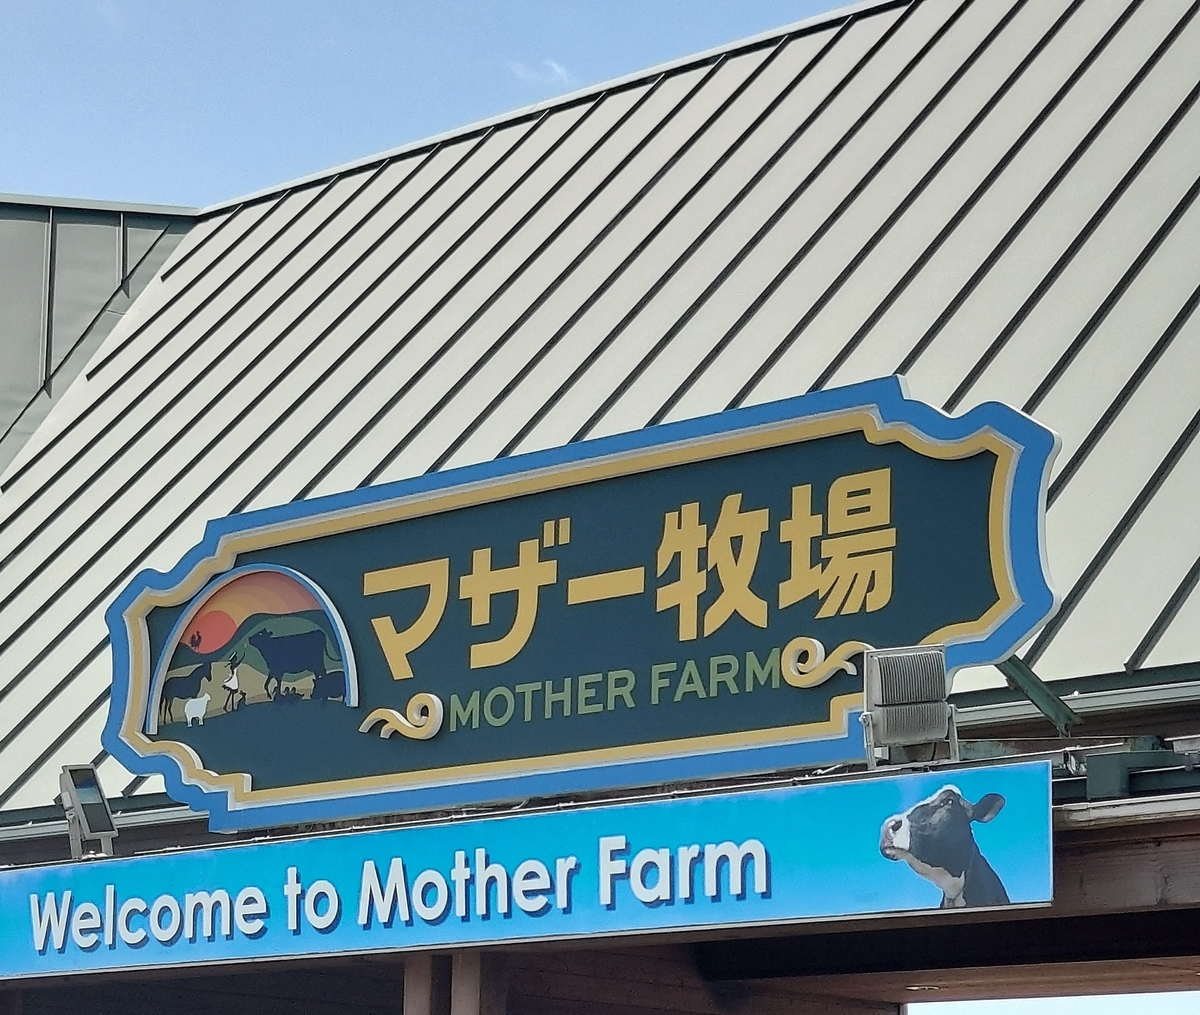 マザー牧場
MOTHER FARM
Welcome to Mother Farm